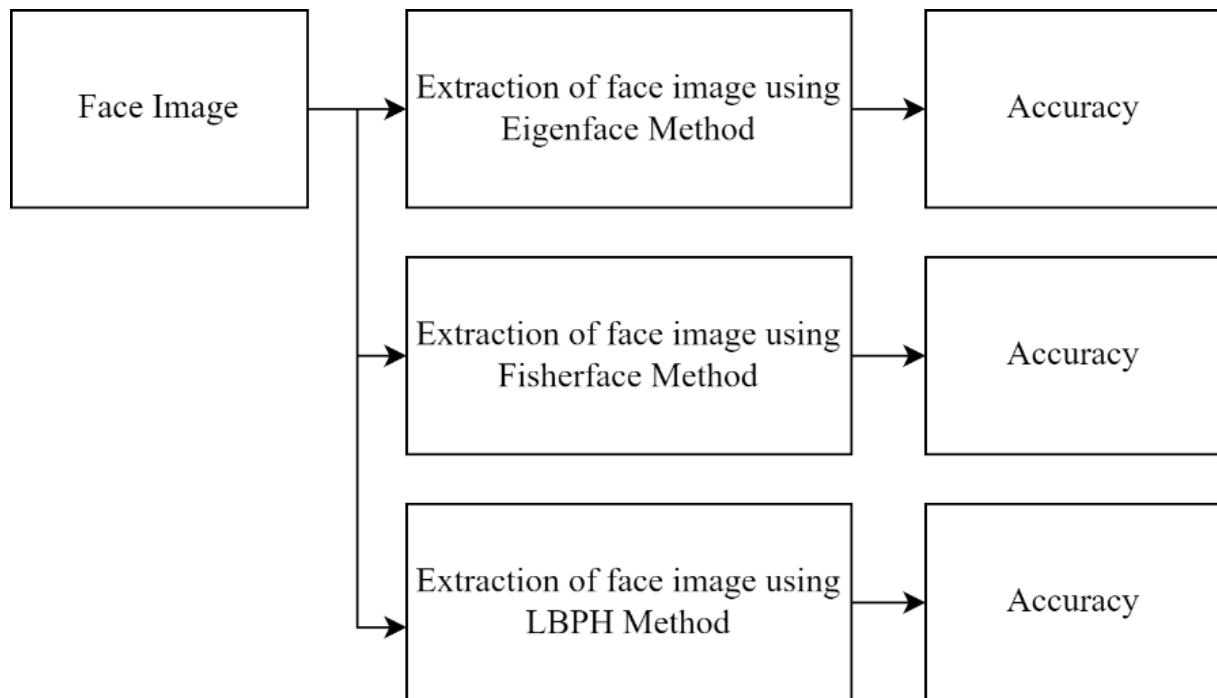 Face Image
Extraction of face image using
Eigenface Method
Accuracy
Extraction of face image using
Fisherface Method
Accuracy
Extraction of face image using
LBPH Method
Accuracy